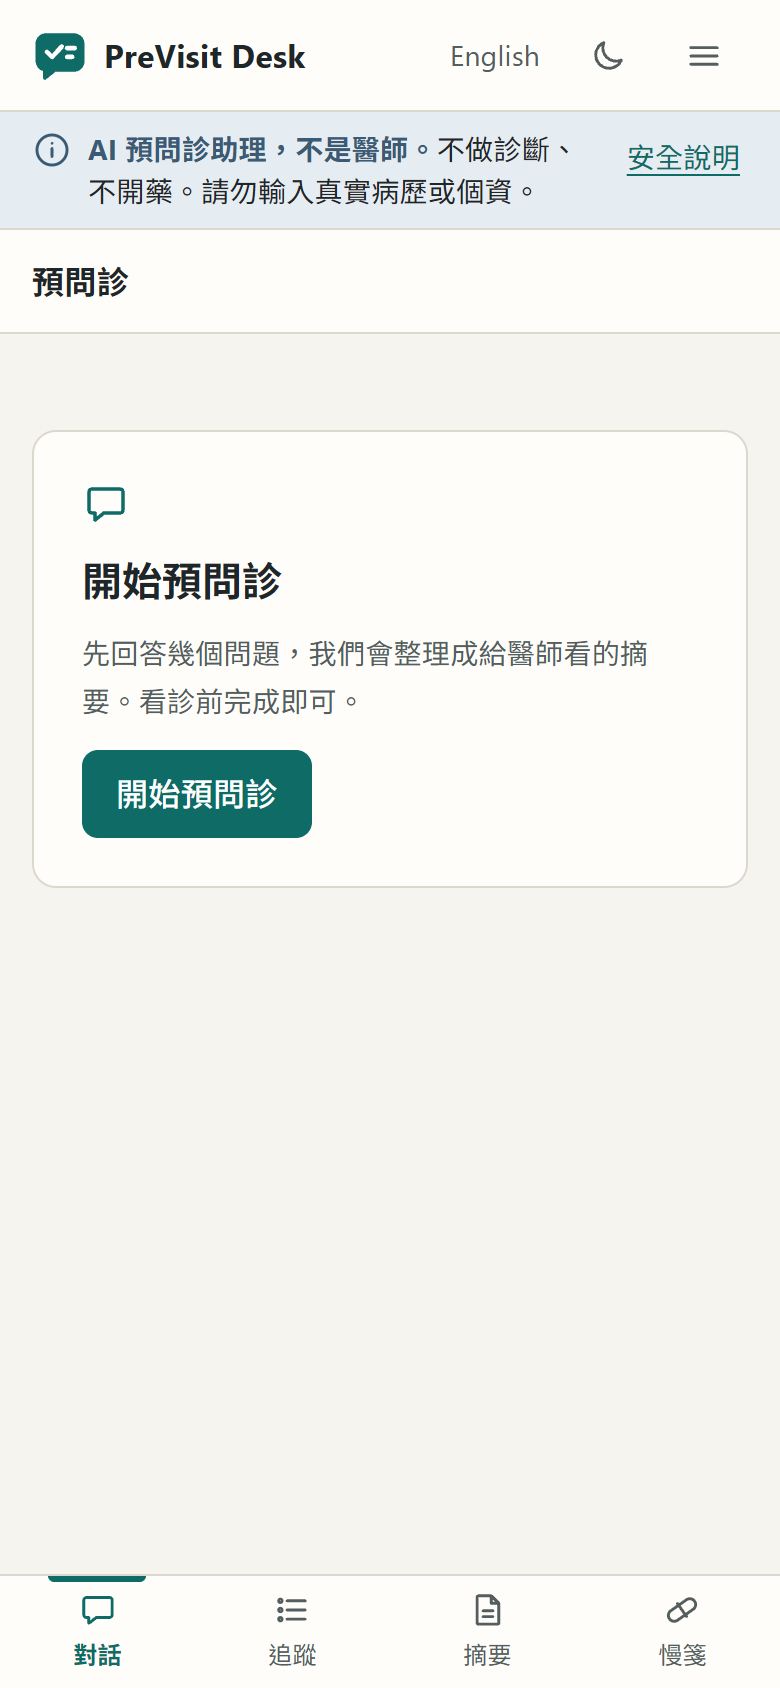 PreVisit Desk
English
AI 預問診助理，不是醫師。不做診斷、
不開藥。請勿輸入真實病歷或個資。
安全說明
預問診
開始預問診
先回答幾個問題，我們會整理成給醫師看的摘
要。看診前完成即可。
開始預問診
對話
追蹤
摘要
慢箋